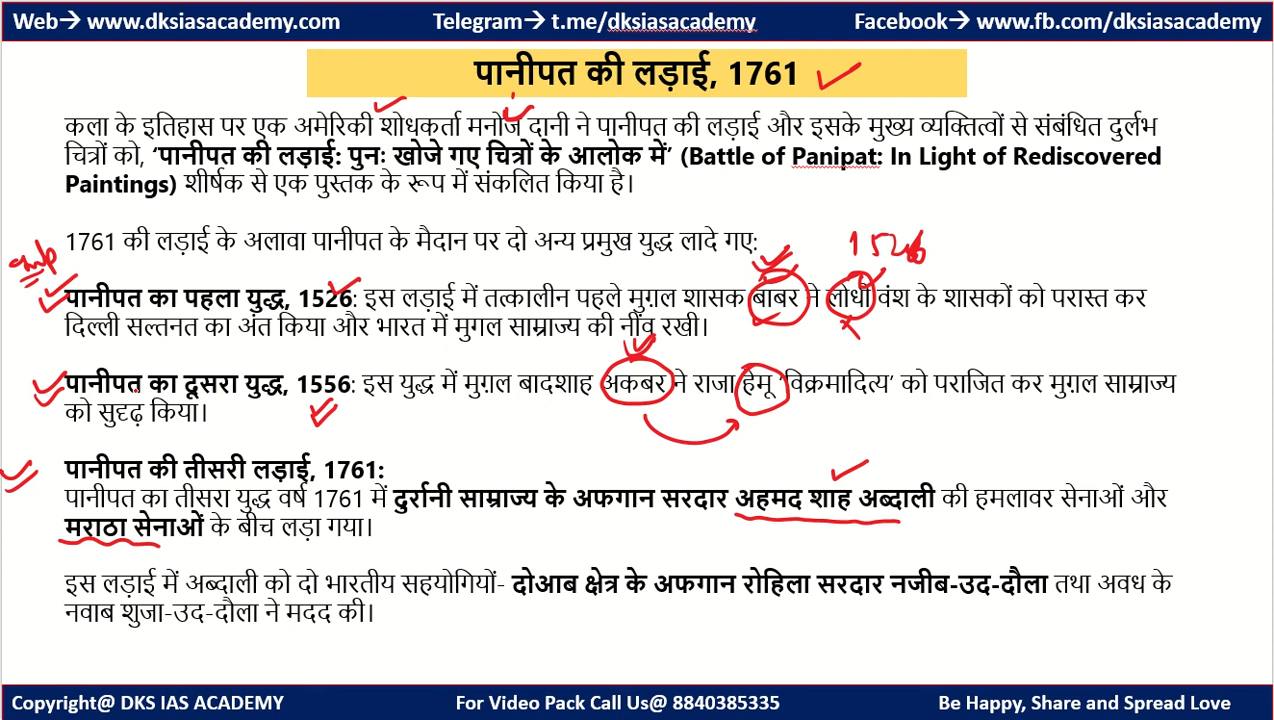 Web→ www.dksiasacademy.com Telegram→ t.me/dksiasacademy Facebook→ www.fb.com/dksiasacademy
पानीपत की लड़ाई, 1761
कला के इतिहास पर एक अमेरिकी शोधकर्ता मनोज दानी ने पानीपत की लड़ाई और इसके मुख्य व्यक्तित्वों से संबंधित दुर्लभ
चित्रों को, ‘पानीपत की लड़ाई: पुनः खोजे गए चित्रों के आलोक में’ (Battle of Panipat: In Light of Rediscovered
Paintings) शीर्षक से एक पुस्तक के रूप में संकलित किया है।
1761 की लड़ाई के अलावा पानीपत के मैदान पर दो अन्य प्रमुख युद्ध लादे गए:
1526
imp
पानीपत का पहला युद्ध, 1526: इस लड़ाई में तत्कालीन पहले मुग़ल शासक बाबर ने लोधी वंश के शासकों को परास्त कर
दिल्ली सल्तनत का अंत किया और भारत में मुगल साम्राज्य की नींव रखी।
पानीपत का दूसरा युद्ध, 1556: इस युद्ध में मुग़ल बादशाह अकबर ने राजा हेमू ‘विक्रमादित्य’ को पराजित कर मुग़ल साम्राज्य
को सुदृढ़ किया।
पानीपत की तीसरी लड़ाई, 1761:
पानीपत का तीसरा युद्ध वर्ष 1761 में दुर्रानी साम्राज्य के अफगान सरदार अहमद शाह अब्दाली की हमलावर सेनाओं और
मराठा सेनाओं के बीच लड़ा गया।
इस लड़ाई में अब्दाली को दो भारतीय सहयोगियों- दोआब क्षेत्र के अफगान रोहिला सरदार नजीब-उद-दौला तथा अवध के
नवाब शुजा-उद-दौला ने मदद की।
Copyright@ DKS IAS ACADEMY For Video Pack Call Us@ 8840385335 Be Happy, Share and Spread Love